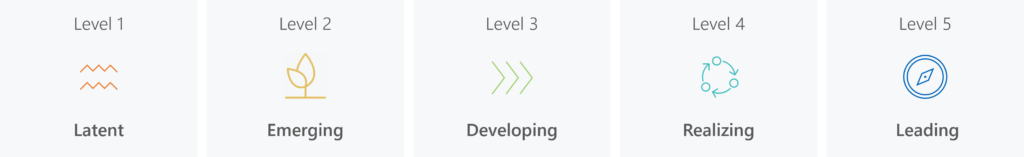 Level 1
Latent
Level 2
Emerging
Level 3
Developing
Level 4
Realizing
Level 5
Leading